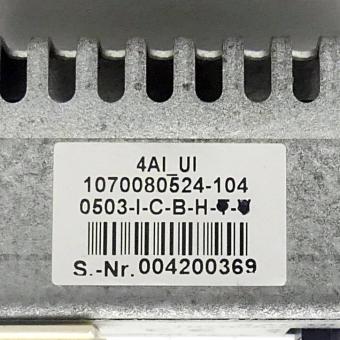 4AI_UI
1070080524-104
0503-I-C-B-H-
S.-Nr. 004200369